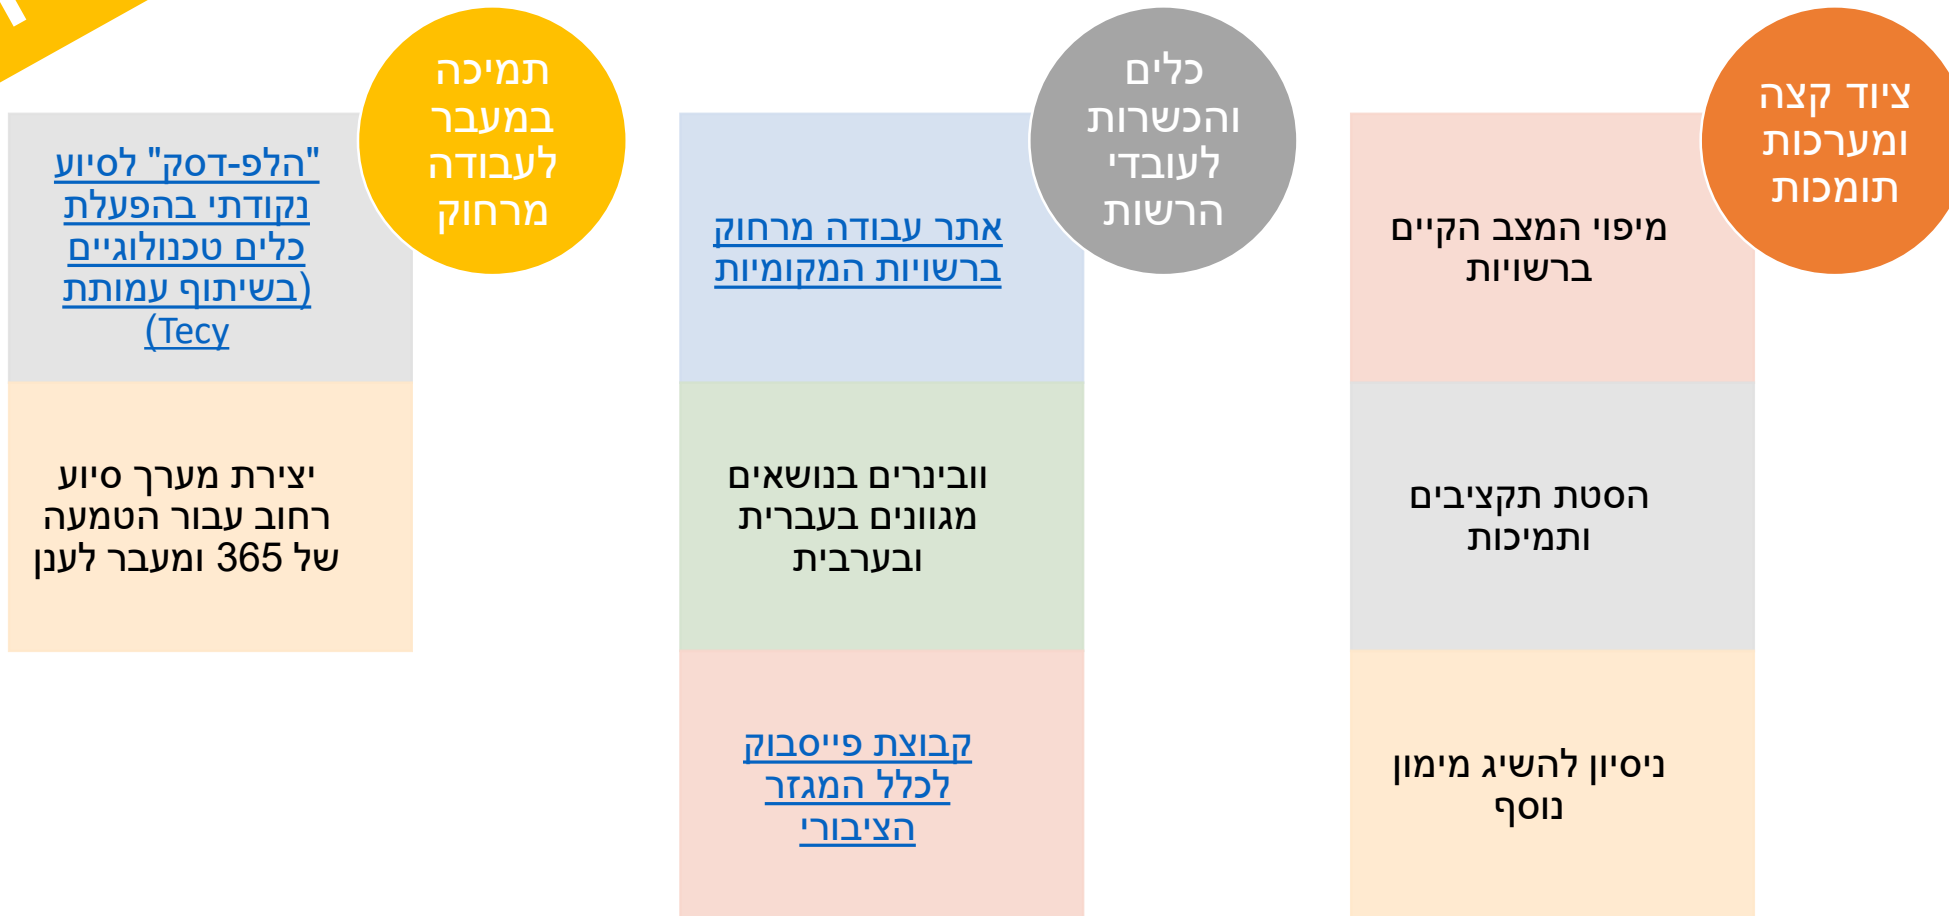 ציוד קצה
ומערכות
תומכות
מיפוי המצב הקיים
ברשויות
הסטת תקציבים
ותמיכות
ניסיון להשיג מימון
נוסף
כלים
והכשרות
לעובדי
הרשות
אתר עבודה מרחוק
ברשויות המקומיות
וובינרים בנושאים
מגוונים בעברית
ובערבית
קבוצת פייסבוק
לכלל המגזר
הציבורי
תמיכה
במעבר
לעבודה
מרחוק
"הלפ-דסק" לסיוע
נקודתי בהפעלת
כלים טכנולוגיים
(בשיתוף עמותת
Tecy)
יצירת מערך סיוע
רחוב עבור הטמעה
של 365 ומעבר לענן